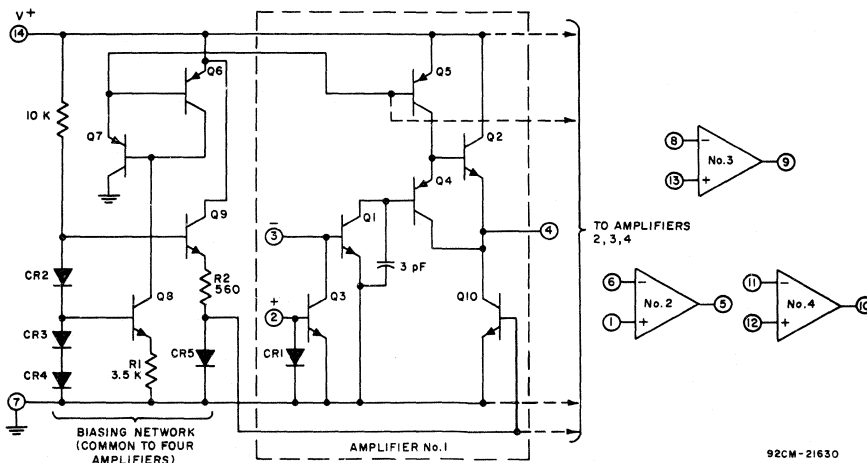 V+
14
10 K
Q6
Q7
Q5
Q2
Q9
Q4
Q1
3
−
4
TO AMPLIFIERS
2, 3, 4
CR2
R2
560
3 pF
Q8
Q3
Q10
+
2
CR3
CR4
R1
3.5 K
CR5
CR1
7
BIASING NETWORK
(COMMON TO FOUR
AMPLIFIERS)
AMPLIFIER No.1
8
−
No.3
9
13
+
6
−
No.2
5
1
+
11
−
No.4
10
12
+
92CM-21630